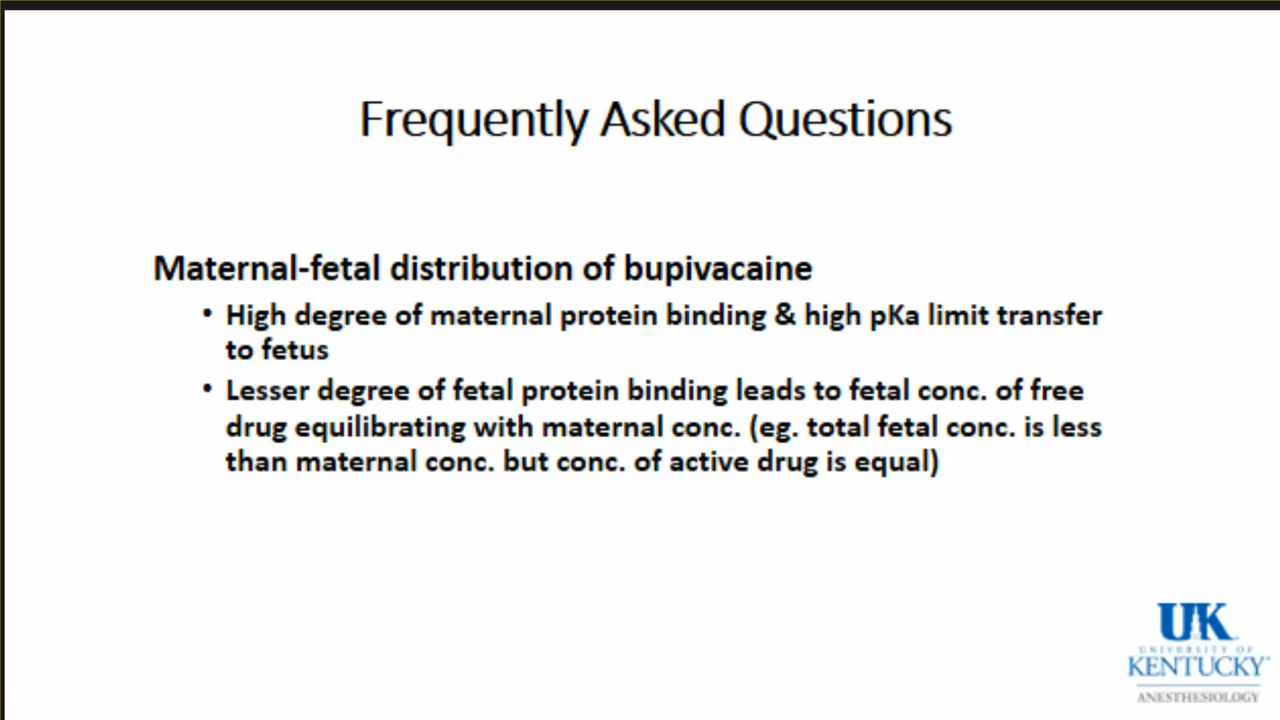 Frequently Asked Questions
Maternal-fetal distribution of bupivacaine
• High degree of maternal protein binding & high pKa limit transfer
to fetus
• Lesser degree of fetal protein binding leads to fetal conc. of free
drug equilibrating with maternal conc. (eg. total fetal conc. is less
than maternal conc. but conc. of active drug is equal)
UK
UNIVERSITY OF
KENTUCKY
ANESTHESIOLOGY